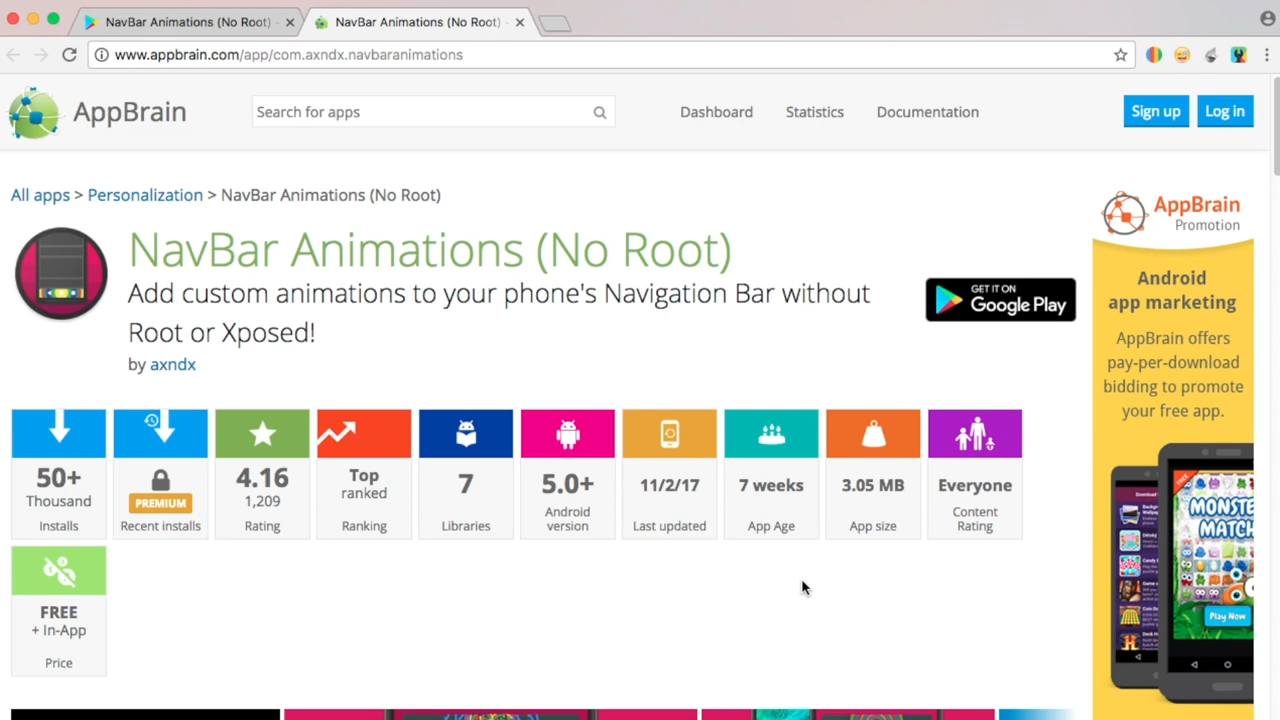 NavBar Animations (No Root) -
NavBar Animations (No Root) -
www.appbrain.com/app/com.axndx.navbaranimations
AppBrain
Search for apps
Dashboard
Statistics
Documentation
Sign up
Log in
All apps > Personalization > NavBar Animations (No Root)
NavBar Animations (No Root)
Add custom animations to your phone's Navigation Bar without
Root or Xposed!
by axndx
GET IT ON
Google Play
50+
Thousand
Installs
PREMIUM
Recent installs
4.16
1,209
Rating
Top
ranked
Ranking
7
Libraries
5.0+
Android
version
11/2/17
Last updated
7 weeks
App Age
3.05 MB
App size
Everyone
Content
Rating
FREE
+ In-App
Price
AppBrain
Promotion
Android
app marketing
AppBrain offers
pay-per-download
bidding to promote
your free app.
FREE
MONSTE
MATCH
Play Now